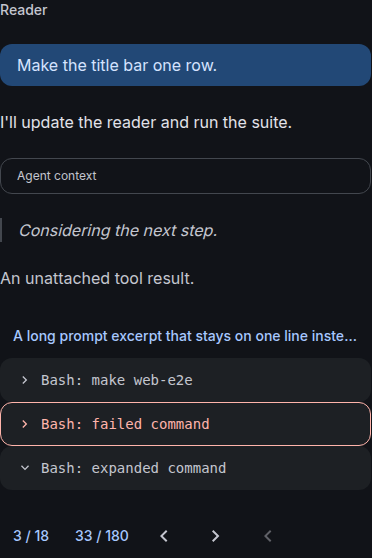 Reader
Make the title bar one row.
I'll update the reader and run the suite.
Agent context
Considering the next step.
An unattached tool result.
A long prompt excerpt that stays on one line inste...
Bash: make web-e2e
Bash: failed command
Bash: expanded command
3 / 18 33 / 180